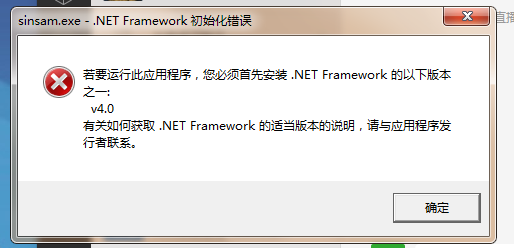 sinsam.exe - .NET Framework 初始化错误
若要运行此应用程序，您必须首先安装 .NET Framework 的以下版本
之一:
v4.0
有关如何获取 .NET Framework 的适当版本的说明，请与应用程序发
行者联系。
确定
直播